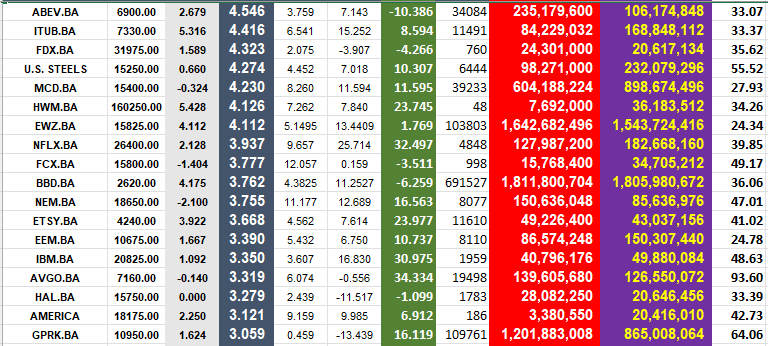 ABEV.BA 6900.00 2.679 4.546 3.759 7.143 -10.386 34084 235,179,600 106,174,848 33.07
ITUB.BA 7330.00 5.316 4.416 6.541 15.252 8.594 11491 84,229,032 168,848,112 33.37
FDX.BA 31975.00 1.589 4.323 2.075 -3.907 -4.266 760 24,301,000 20,617,134 35.62
U.S. STEELS 15250.00 0.660 4.274 4.452 7.018 10.307 6444 98,271,000 232,079,296 55.52
MCD.BA 15400.00 -0.324 4.230 8.260 11.594 11.595 39233 604,188,224 898,674,496 27.93
HWM.BA 160250.00 5.428 4.126 7.262 7.840 23.745 48 7,692,000 36,183,512 34.26
EWZ.BA 15825.00 4.112 4.112 5.1495 13.4409 1.769 103803 1,642,682,496 1,543,724,416 24.34
NFLX.BA 26400.00 2.128 3.937 9.657 25.714 32.497 4848 127,987,200 182,668,160 39.85
FCX.BA 15800.00 -1.404 3.777 12.057 0.159 -3.511 998 15,768,400 34,705,212 49.17
BBD.BA 2620.00 4.175 3.762 4.3825 11.2527 -6.259 691527 1,811,800,704 1,805,980,672 36.06
NEM.BA 18650.00 -2.100 3.755 11.177 12.689 16.563 8077 150,636,048 85,636,976 47.01
ETSY.BA 4240.00 3.922 3.668 4.562 7.614 23.977 11610 49,226,400 43,037,156 41.02
EEM.BA 10675.00 1.667 3.390 5.432 6.750 10.737 8110 86,574,248 150,307,440 24.78
IBM.BA 20825.00 1.092 3.350 3.607 16.830 30.975 1959 40,796,176 49,880,084 48.63
AVGO.BA 7160.00 -0.140 3.319 6.074 -0.556 34.334 19498 139,605,680 126,550,072 93.60
HAL.BA 15750.00 0.000 3.279 2.439 -11.517 -1.099 1783 28,082,250 20,646,456 33.39
AMERICA 18175.00 2.250 3.121 9.159 9.985 6.912 186 3,380,550 20,416,010 42.73
GPRK.BA 10950.00 1.624 3.059 0.459 -13.439 16.119 109761 1,201,883,008 865,008,064 64.06